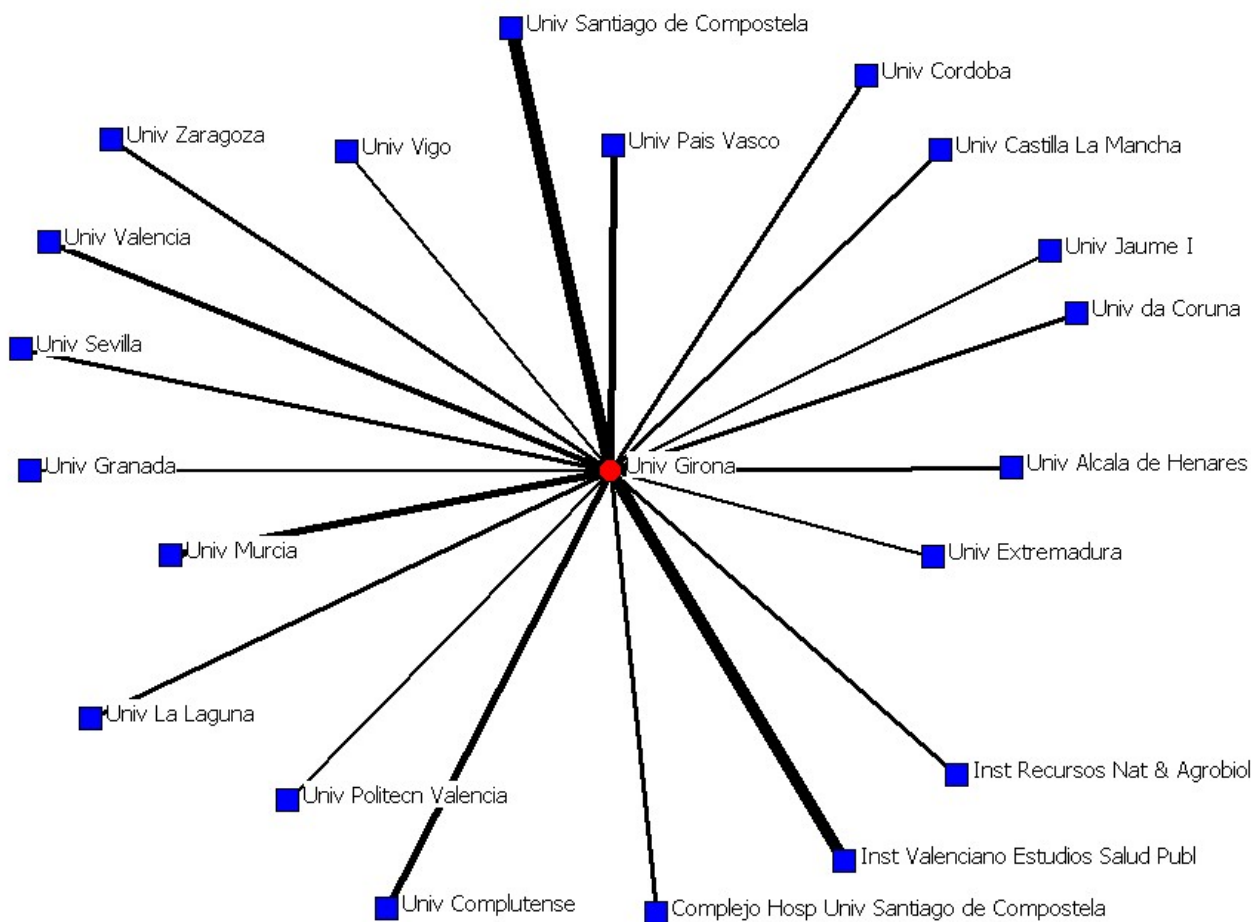 Univ Santiago de Compostela
Univ Cordoba
Univ Zaragoza
Univ Vigo
Univ Pais Vasco
Univ Castilla La Mancha
Univ Valencia
Univ Jaume I
Univ da Coruna
Univ Sevilla
Univ Granada
Univ Girona
Univ Alcala de Henares
Univ Murcia
Univ Extremadura
Univ La Laguna
Inst Recursos Nat & Agrobiol
Univ Politecn Valencia
Inst Valenciano Estudios Salud Publ
Univ Complutense
Complejo Hosp Univ Santiago de Compostela